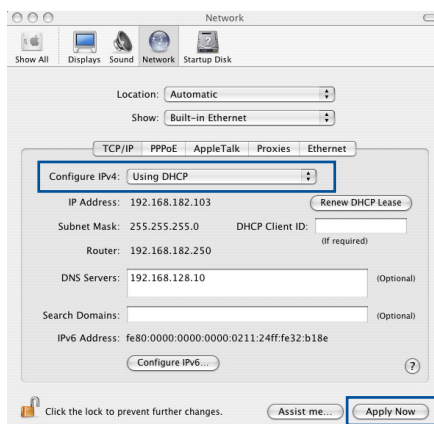 Network
Show All Displays Sound Network Startup Disk
Location: Automatic
Show: Built-in Ethernet
TCP/IP PPPoE AppleTalk Proxies Ethernet
Configure IPv4: Using DHCP
IP Address: 192.168.182.103 Renew DHCP Lease
Subnet Mask: 255.255.255.0 DHCP Client ID:
(If required)
Router: 192.168.182.250
DNS Servers: 192.168.128.10 (Optional)
Search Domains: (Optional)
IPv6 Address: fe80:0000:0000:0000:0211:24ff:fe32:b18e
Configure IPv6... ?
Click the lock to prevent further changes. Assist me... Apply Now